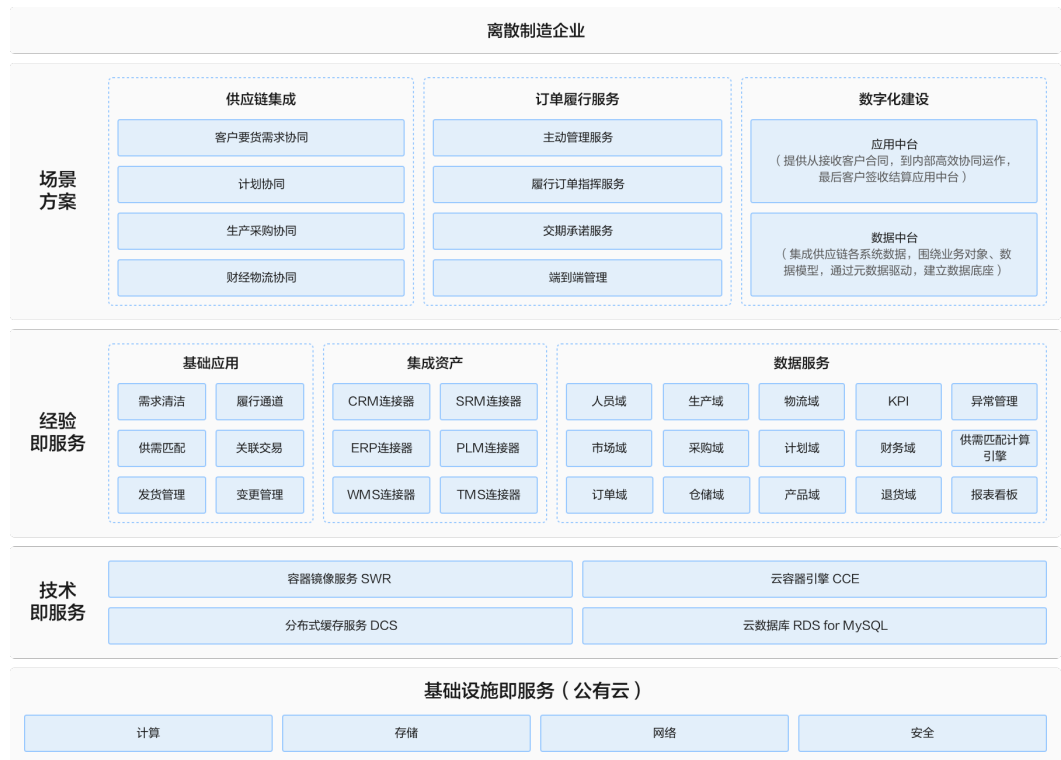 离散制造企业
场景
方案
供应链集成
客户要货需求协同
计划协同
生产采购协同
财经物流协同
订单履行服务
主动管理服务
履行订单指挥服务
交期承诺服务
端到端管理
数字化建设
应用中台
（ 提供从接收客户合同，到内部高效协同运作，
最后客户签收结算应用中台 ）
数据中台
（ 集成供应链各系统数据，围绕业务对象、数
据模型，通过元数据驱动，建立数据底座 ）
经验
即服务
基础应用
需求清洁
履行通道
供需匹配
关联交易
发货管理
变更管理
集成资产
CRM连接器
SRM连接器
ERP连接器
PLM连接器
WMS连接器
TMS连接器
数据服务
人员域
生产域
物流域
KPI
异常管理
市场域
采购域
计划域
财务域
供需匹配计算
引擎
订单域
仓储域
产品域
退货域
报表看板
技术
即服务
容器镜像服务 SWR
云容器引擎 CCE
分布式缓存服务 DCS
云数据库 RDS for MySQL
基础设施即服务（ 公有云 ）
计算
存储
网络
安全